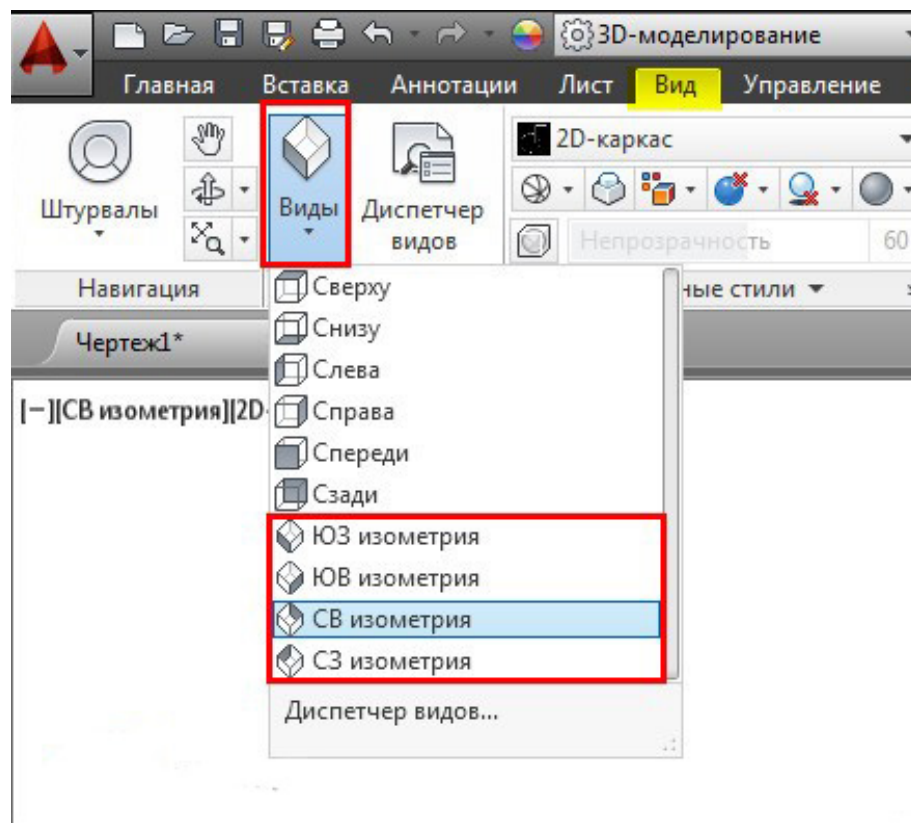 3D-моделирование
Главная Вставка Аннотации Лист Вид Управление
2D-каркас
Штурвалы Виды Диспетчер видов
Непрозрачность 60
Навигация ные стили
Чертеж1*
[−][СВ изометрия][2D-
Сверху
Снизу
Слева
Справа
Спереди
Сзади
ЮЗ изометрия
ЮВ изометрия
СВ изометрия
СЗ изометрия
Диспетчер видов...